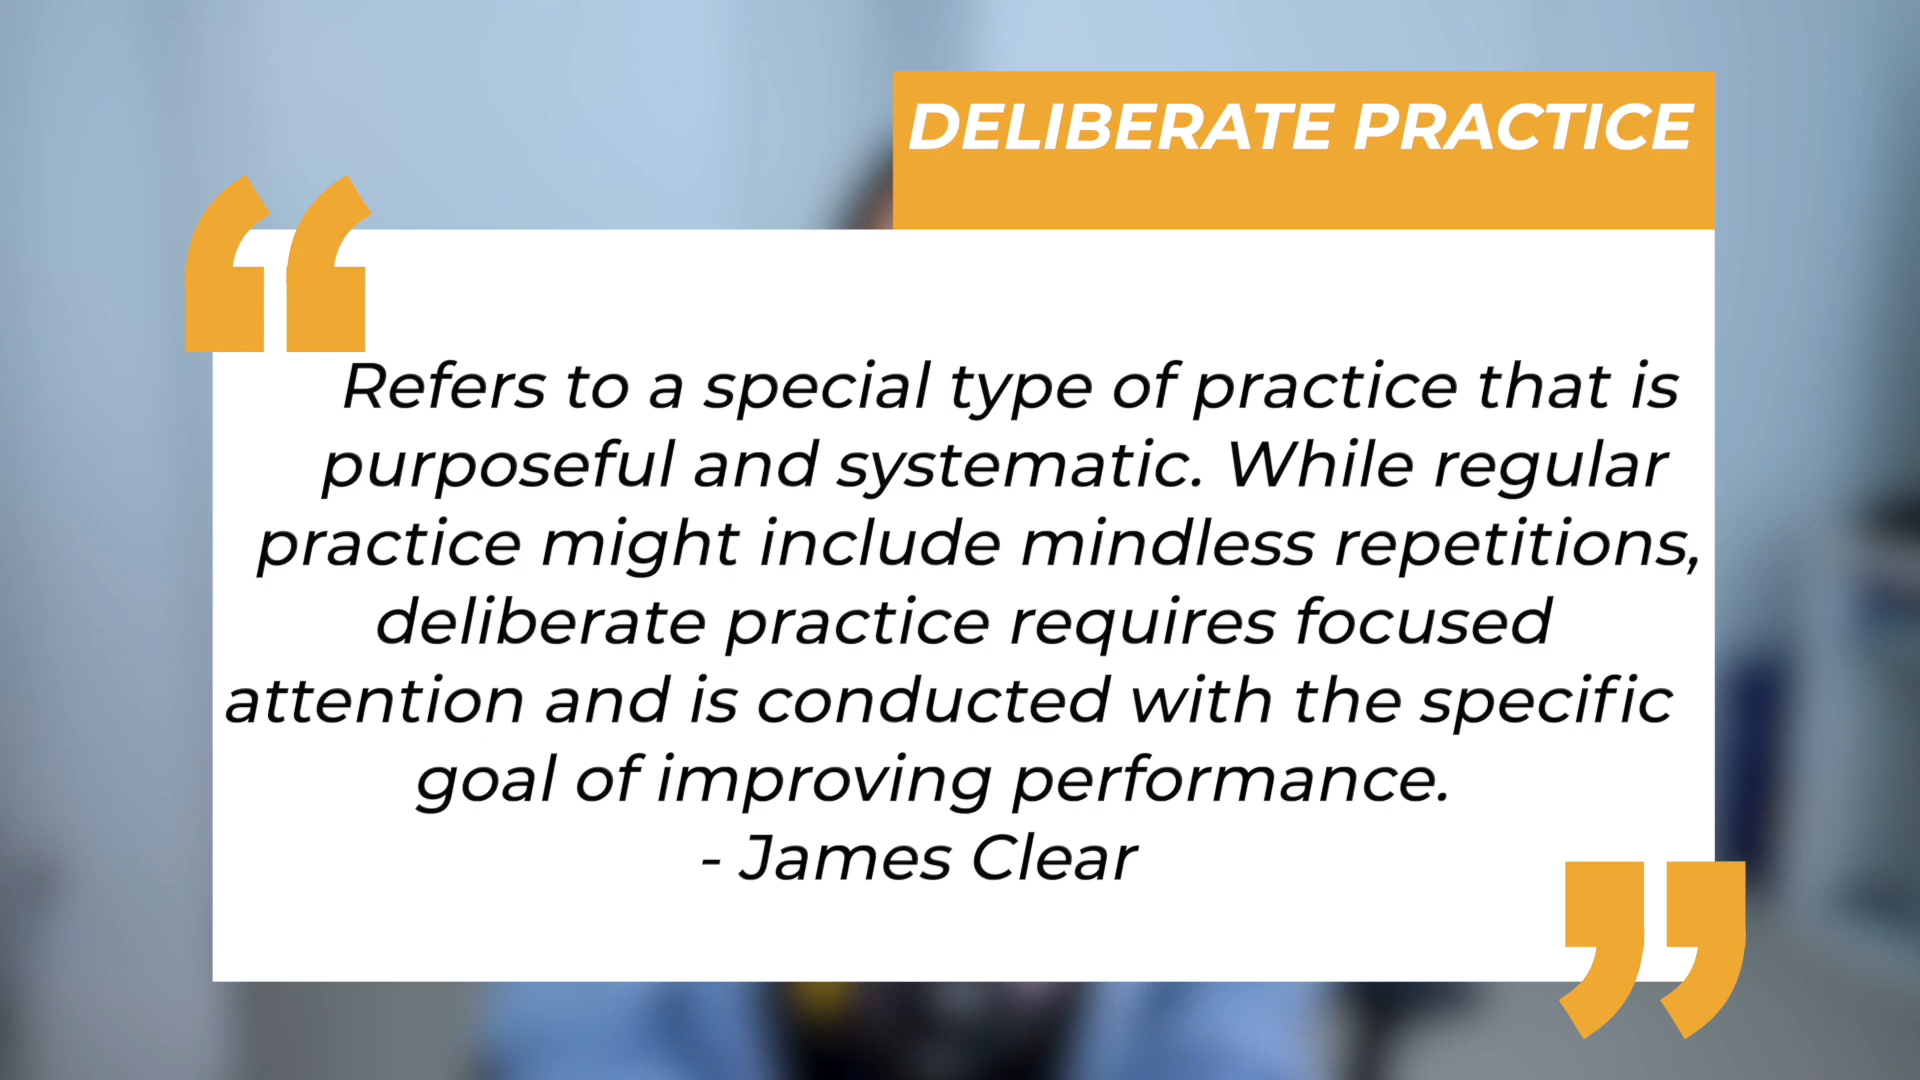 DELIBERATE PRACTICE
Refers to a special type of practice that is
purposeful and systematic. While regular
practice might include mindless repetitions,
deliberate practice requires focused
attention and is conducted with the specific
goal of improving performance.
- James Clear